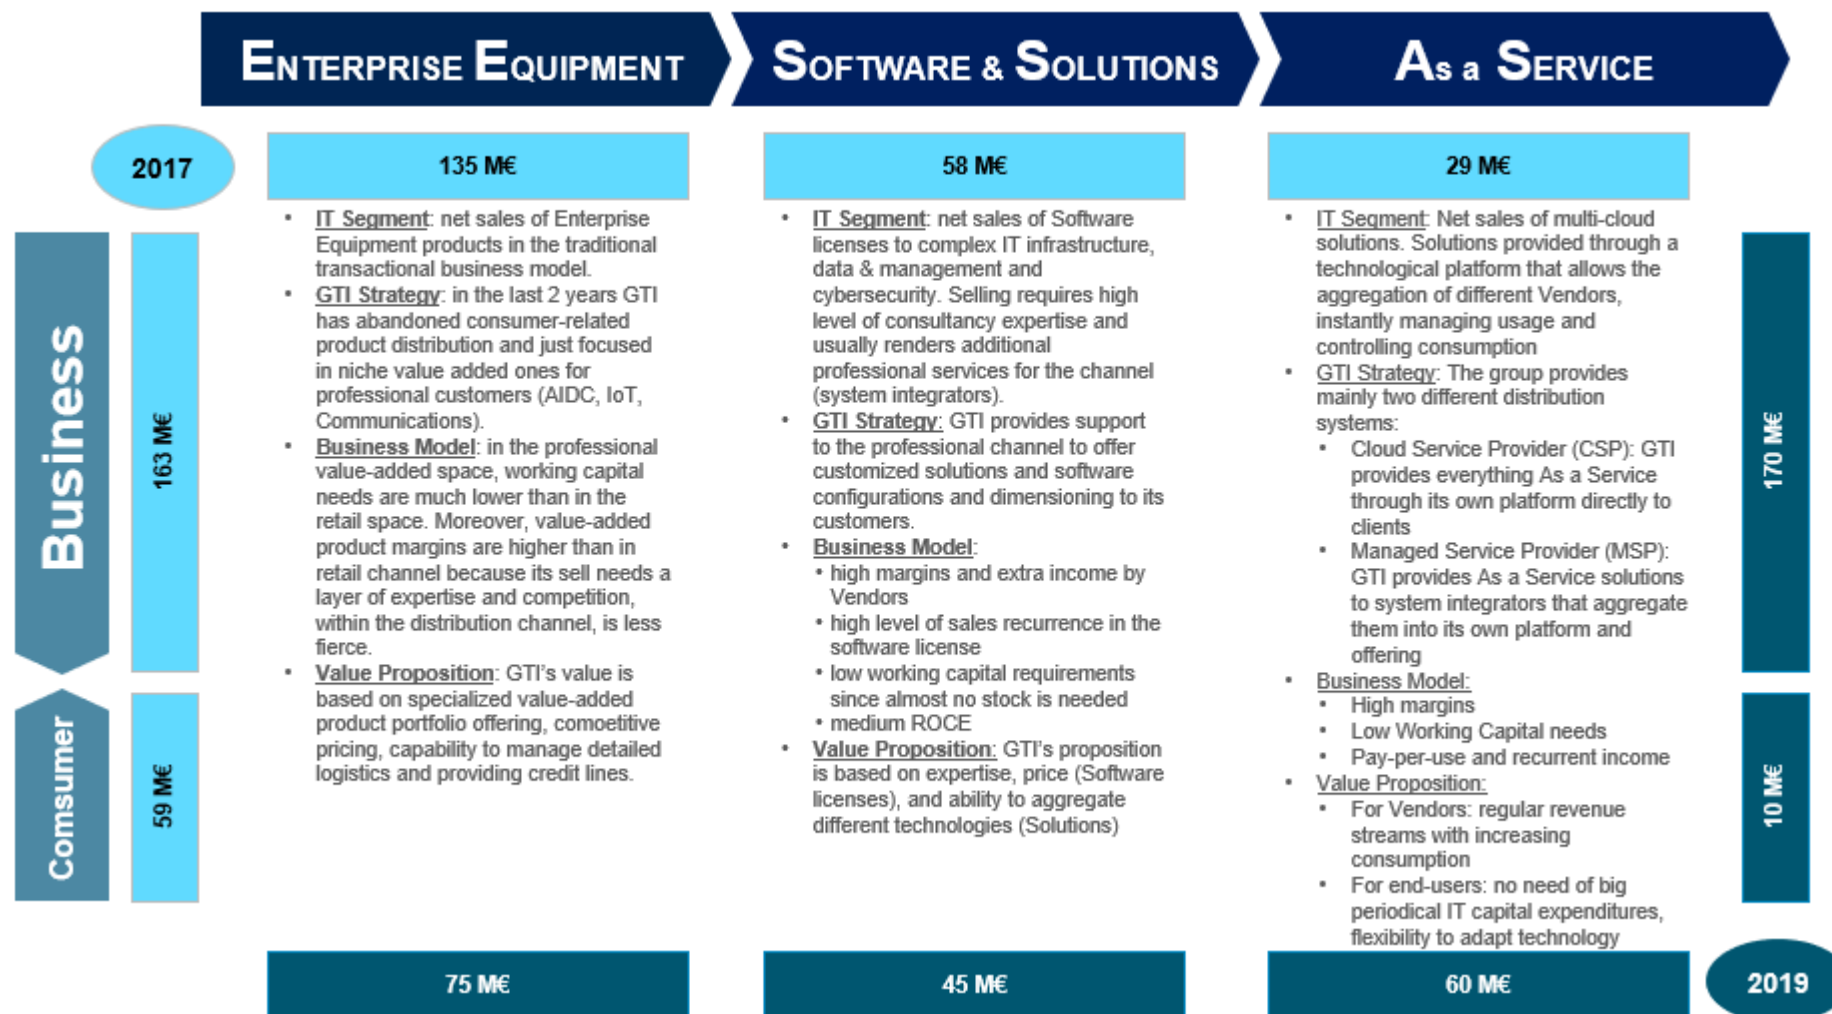 ENTERPRISE EQUIPMENT
SOFTWARE & SOLUTIONS
As a SERVICE
2017
135 M€
58 M€
29 M€
Business
163 M€
Comsumer
59 M€
• IT Segment: net sales of Enterprise
Equipment products in the traditional
transactional business model.
• GTI Strategy: in the last 2 years GTI
has abandoned consumer-related
product distribution and just focused
in niche value added ones for
professional customers (AIDC, IoT,
Communications).
• Business Model: in the professional
value-added space, working capital
needs are much lower than in the
retail space. Moreover, value-added
product margins are higher than in
retail channel because its sell needs a
layer of expertise and competition,
within the distribution channel, is less
fierce.
• Value Proposition: GTI's value is
based on specialized value-added
product portfolio offering, comoetitive
pricing, capability to manage detailed
logistics and providing credit lines.
• IT Segment: net sales of Software
licenses to complex IT infrastructure,
data & management and
cybersecurity. Selling requires high
level of consultancy expertise and
usually renders additional
professional services for the channel
(system integrators).
• GTI Strategy: GTI provides support
to the professional channel to offer
customized solutions and software
configurations and dimensioning to its
customers.
• Business Model:
• high margins and extra income by
Vendors
• high level of sales recurrence in the
software license
• low working capital requirements
since almost no stock is needed
• medium ROCE
• Value Proposition: GTI's proposition
is based on expertise, price (Software
licenses), and ability to aggregate
different technologies (Solutions)
• IT Segment: Net sales of multi-cloud
solutions. Solutions provided through a
technological platform that allows the
aggregation of different Vendors,
instantly managing usage and
controlling consumption
• GTI Strategy: The group provides
mainly two different distribution
systems:
• Cloud Service Provider (CSP): GTI
provides everything As a Service
through its own platform directly to
clients
• Managed Service Provider (MSP):
GTI provides As a Service solutions
to system integrators that aggregate
them into its own platform and
offering
• Business Model:
• High margins
• Low Working Capital needs
• Pay-per-use and recurrent income
• Value Proposition:
• For Vendors: regular revenue
streams with increasing
consumption
• For end-users: no need of big
periodical IT capital expenditures,
flexibility to adapt technology
170 M€
10 M€
75 M€
45 M€
60 M€
2019